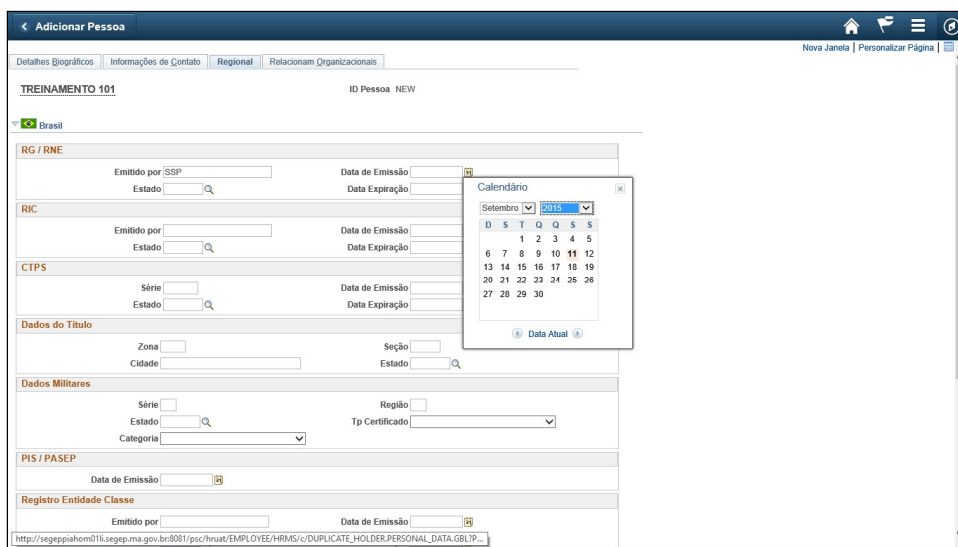 Adicionar Pessoa
Nova Janela | Personalizar Página |
Detalhes Biográficos Informações de Contato Regional Relacionam Organizacionais
TREINAMENTO 101 ID Pessoa NEW
Brasil
RG / RNE
Emitido por SSP Data de Emissão
Estado Data Expiração
RIC
Emitido por Data de Emissão
Estado Data Expiração
CTPS
Série Data de Emissão
Estado Data Expiração
Dados do Título
Zona Seção
Cidade Estado
Dados Militares
Série Região
Estado Tp Certificado
Categoria
PIS / PASEP
Data de Emissão
Registro Entidade Classe
Emitido por Data de Emissão
http://segeppiahom01li.segep.ma.gov.br:8081/psc/hruat/EMPLOYEE/HRMS/c/DUPLICATE_HOLDER.PERSONAL_DATA.GBL?P...
Calendário
Setembro 2015
D S T Q Q S S
1 2 3 4 5
6 7 8 9 10 11 12
13 14 15 16 17 18 19
20 21 22 23 24 25 26
27 28 29 30
Data Atual